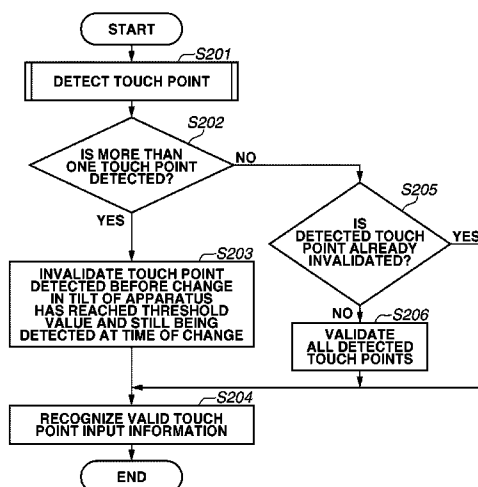 START
S201
DETECT TOUCH POINT
S202
IS MORE THAN
ONE TOUCH POINT
DETECTED?
NO
YES
S205
IS
DETECTED TOUCH
POINT ALREADY
INVALIDATED?
YES
NO
S203
INVALIDATE TOUCH POINT
DETECTED BEFORE CHANGE
IN TILT OF APPARATUS
HAS REACHED THRESHOLD
VALUE AND STILL BEING
DETECTED AT TIME OF CHANGE
S206
VALIDATE
ALL DETECTED
TOUCH POINTS
S204
RECOGNIZE VALID TOUCH
POINT INPUT INFORMATION
END